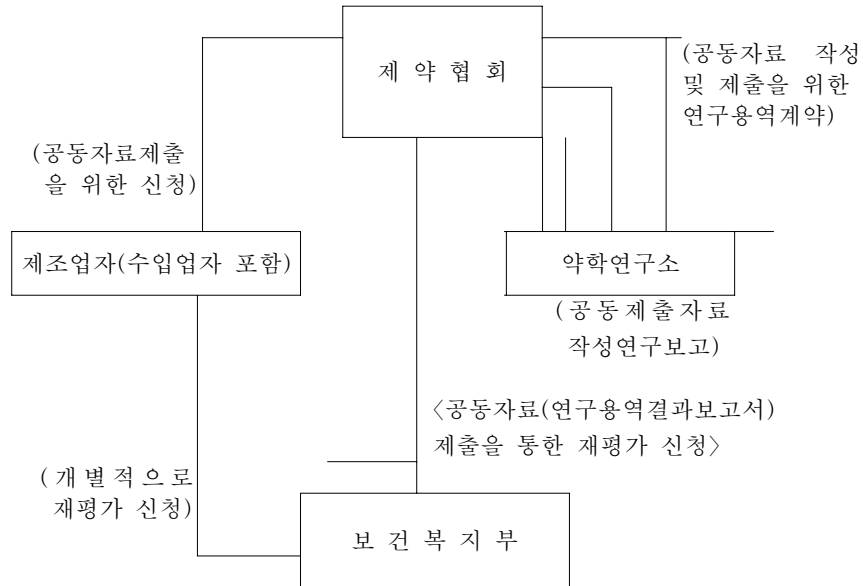 제 약 협 회
(공동자료 작성
및 제출을 위한
연구용역계약)
(공동자료제출
을 위한 신청)
제조업자(수입업자 포함)
약학연구소
(공동제출자료
작성연구보고)
〈공동자료(연구용역결과보고서)
제출을 통한 재평가 신청〉
(개별적으로
재평가 신청)
보 건 복 지 부